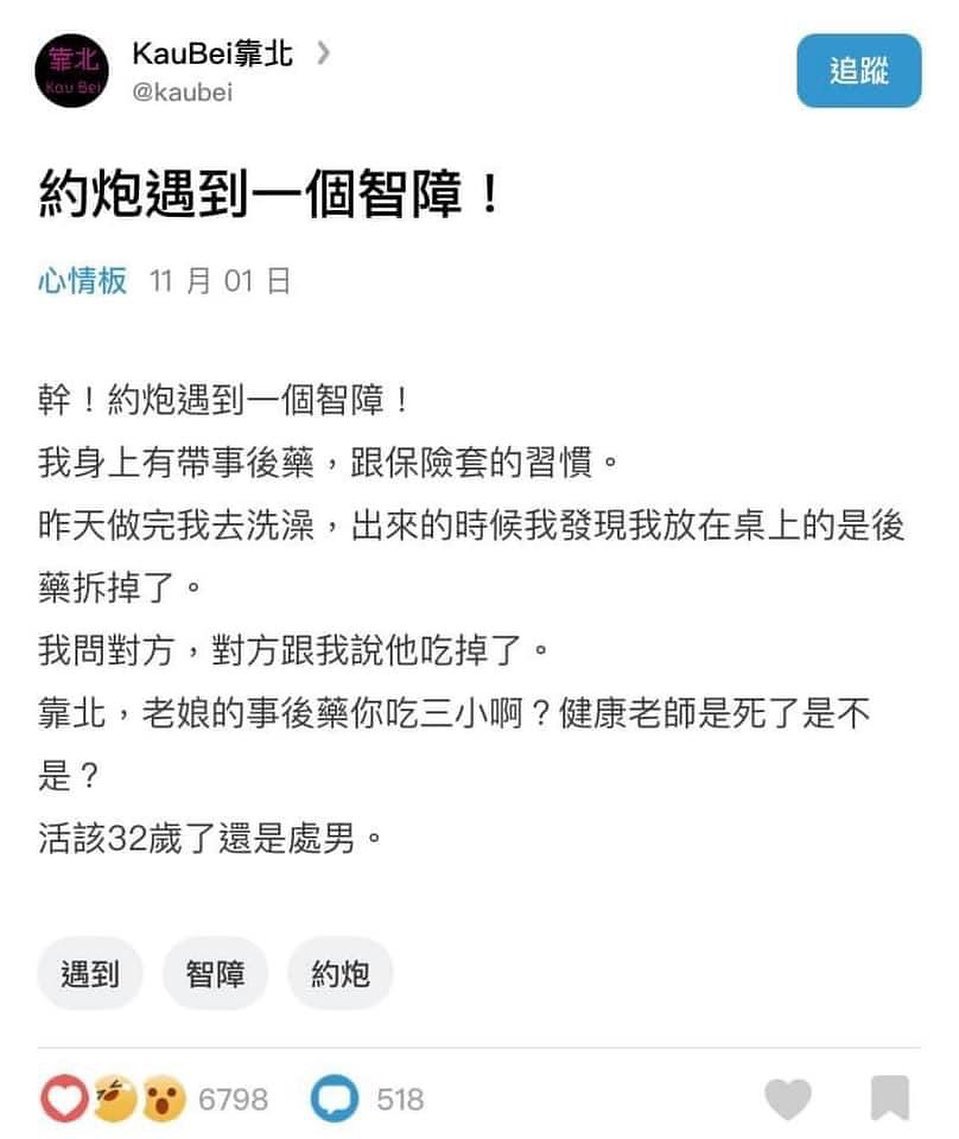 靠北
Kau Bei
KauBei靠北
@kaubei
追蹤
約炮遇到一個智障！
心情板 11 月 01 日
幹！約炮遇到一個智障！
我身上有帶事後藥，跟保險套的習慣。
昨天做完我去洗澡，出來的時候我發現我放在桌上的是後
藥拆掉了。
我問對方，對方跟我說他吃掉了。
靠北，老娘的事後藥你吃三小啊？健康老師是死了是不
是？
活該32歲了還是處男。
遇到 智障 約炮
6798 518